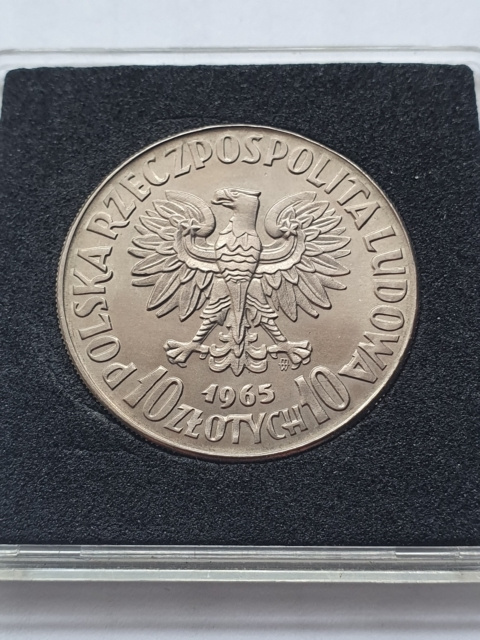 POLSKA RZECZPOSPOLITA LUDOWA
1965
10 ZŁOTYCH 10